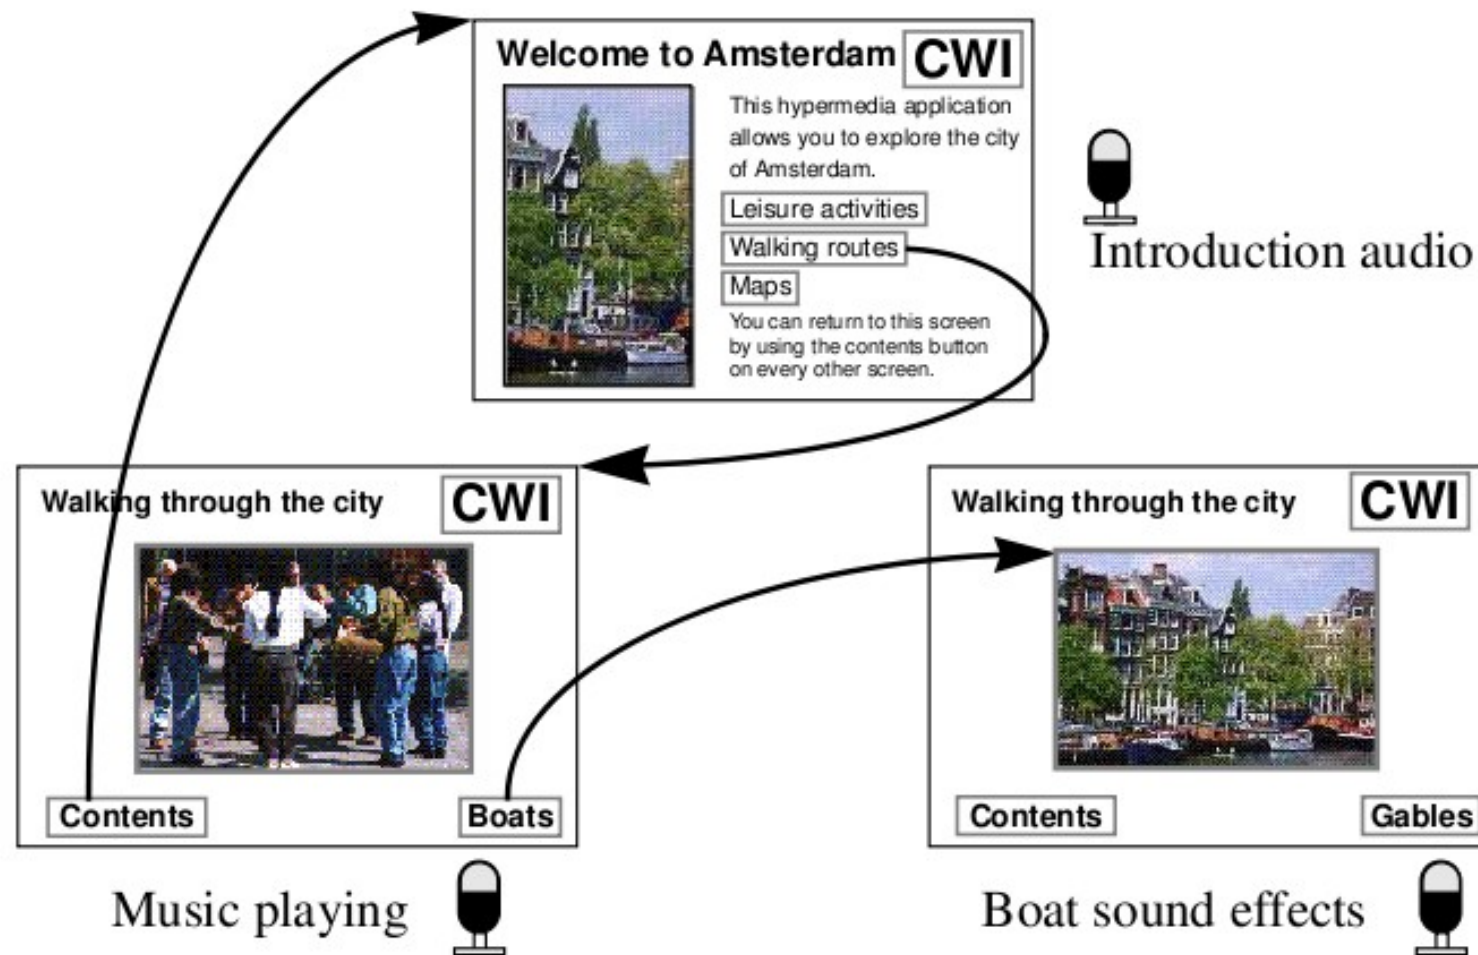 Welcome to Amsterdam CWI
This hypermedia application
allows you to explore the city
of Amsterdam.
Leisure activities
Walking routes
Maps
You can return to this screen
by using the contents button
on every other screen.
Introduction audio
Walking through the city CWI
Contents Boats
Music playing
Walking through the city CWI
Contents Gables
Boat sound effects